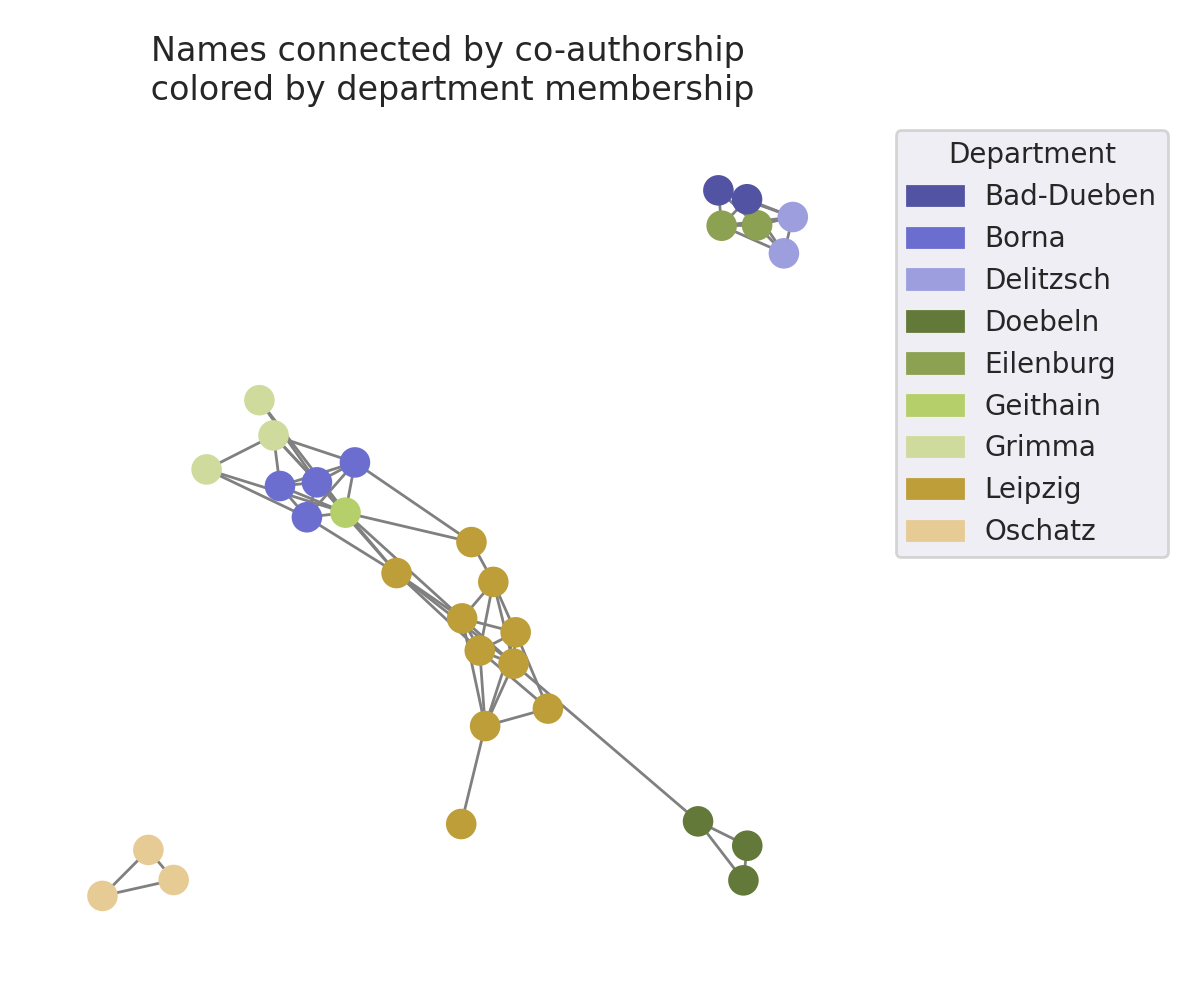 Names connected by co-authorship
colored by department membership
Department
Bad-Dueben
Borna
Delitzsch
Doebeln
Eilenburg
Geithain
Grimma
Leipzig
Oschatz